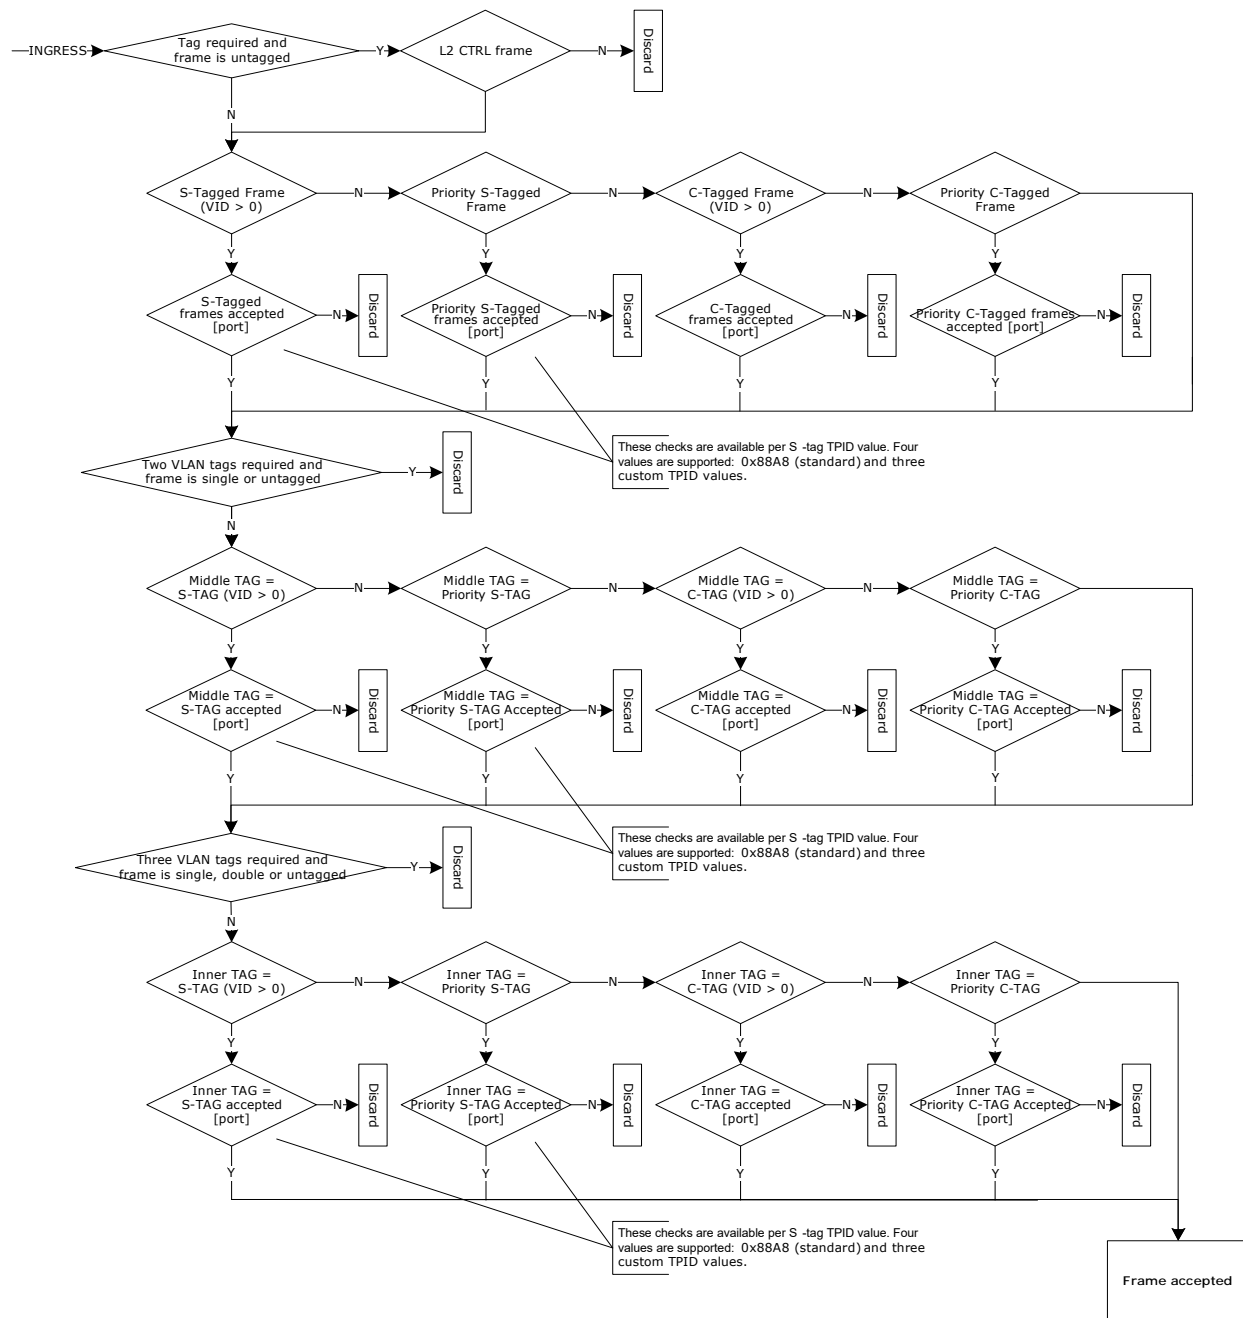 INGRESS
Tag required and
frame is untagged
Y
L2 CTRL frame
N
Discard
N
S-Tagged Frame
(VID > 0)
N
Priority S-Tagged
Frame
N
C-Tagged Frame
(VID > 0)
N
Priority C-Tagged
Frame
Y
Y
Y
Y
S-Tagged
frames accepted
[port]
N
Discard
Priority S-Tagged
frames accepted
[port]
N
Discard
C-Tagged
frames accepted
[port]
N
Discard
Priority C-Tagged frames
accepted [port]
N
Discard
Y
Y
Y
Y
These checks are available per S -tag TPID value. Four
values are supported: 0x88A8 (standard) and three
custom TPID values.
Two VLAN tags required and
frame is single or untagged
Y
Discard
N
Middle TAG =
S-TAG (VID > 0)
N
Middle TAG =
Priority S-TAG
N
Middle TAG =
C-TAG (VID > 0)
N
Middle TAG =
Priority C-TAG
Y
Y
Y
Y
Middle TAG =
S-TAG accepted
[port]
N
Discard
Middle TAG =
Priority S-TAG Accepted
[port]
N
Discard
Middle TAG =
C-TAG accepted
[port]
N
Discard
Middle TAG =
Priority C-TAG Accepted
[port]
N
Discard
Y
Y
Y
Y
These checks are available per S -tag TPID value. Four
values are supported: 0x88A8 (standard) and three
custom TPID values.
Three VLAN tags required and
frame is single, double or untagged
Y
Discard
N
Inner TAG =
S-TAG (VID > 0)
N
Inner TAG =
Priority S-TAG
N
Inner TAG =
C-TAG (VID > 0)
N
Inner TAG =
Priority C-TAG
Y
Y
Y
Y
Inner TAG =
S-TAG accepted
[port]
N
Discard
Inner TAG =
Priority S-TAG Accepted
[port]
N
Discard
Inner TAG =
C-TAG accepted
[port]
N
Discard
Inner TAG =
Priority C-TAG Accepted
[port]
N
Discard
Y
Y
Y
Y
These checks are available per S -tag TPID value. Four
values are supported: 0x88A8 (standard) and three
custom TPID values.
Frame accepted